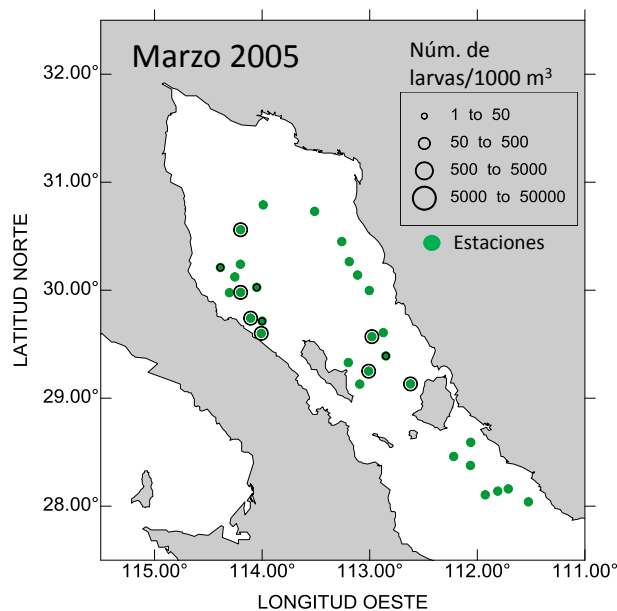 Marzo 2005
Núm. de
larvas/1000 m³
1 to 50
50 to 500
500 to 5000
5000 to 50000
Estaciones
LATITUD NORTE
32.00°
31.00°
30.00°
29.00°
28.00°
115.00° 114.00° 113.00° 112.00° 111.00°
LONGITUD OESTE